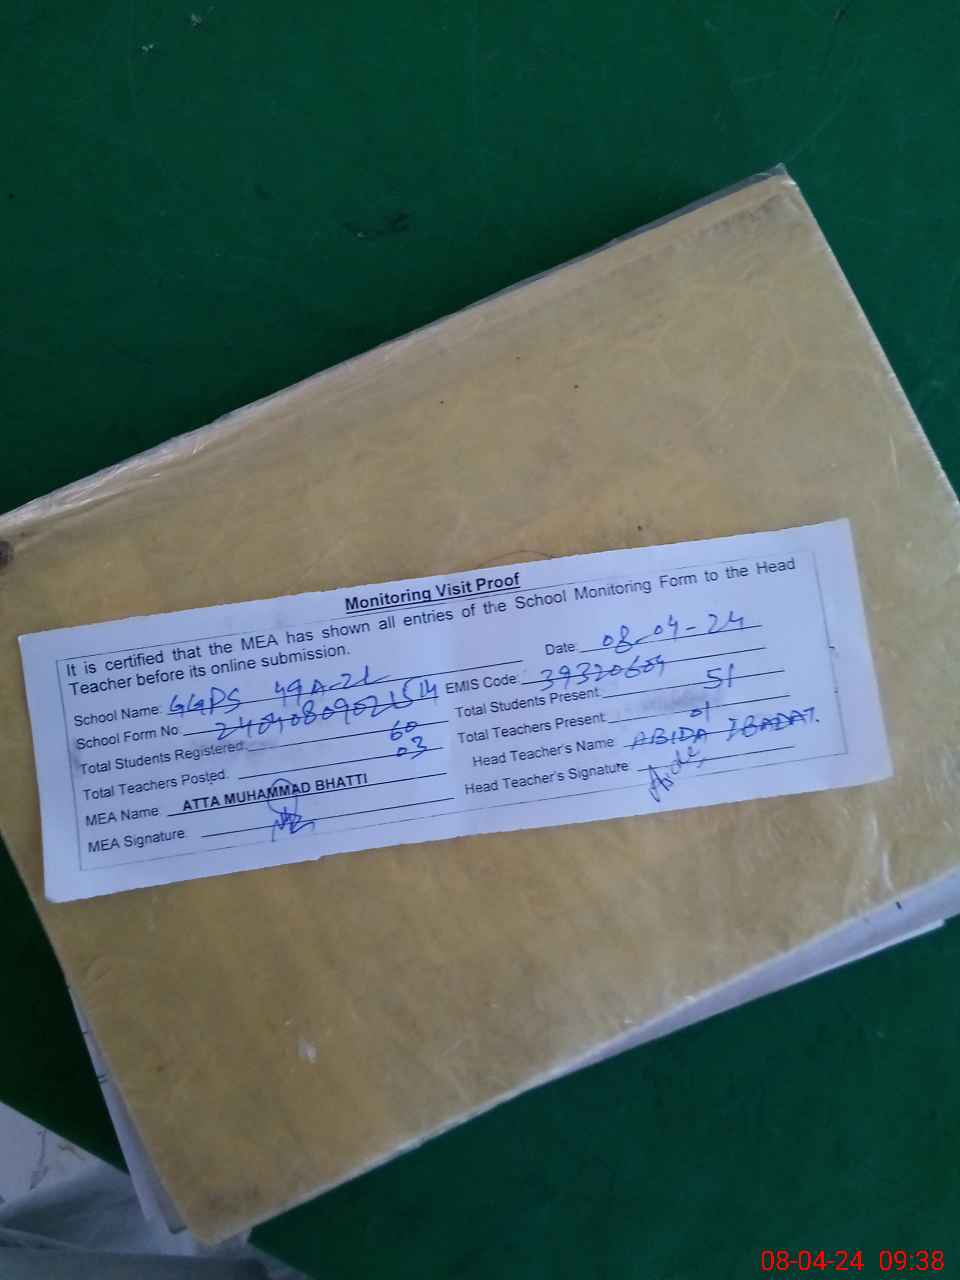 Monitoring Visit Proof
It is certified that the MEA has shown all entries of the School Monitoring Form to the Head
Teacher before its online submission.
School Name: GGPS 49A-2L Date: 08-04-24
School Form No. EMIS Code: 39320609
Total Students Registered: 60 Total Students Present: 51
Total Teachers Posted: 03 Total Teachers Present: 01
MEA Name: ATTA MUHAMMAD BHATTI Head Teacher's Name: ABIDA IBADAT.
MEA Signature: Head Teacher's Signature
08-04-24 09:38